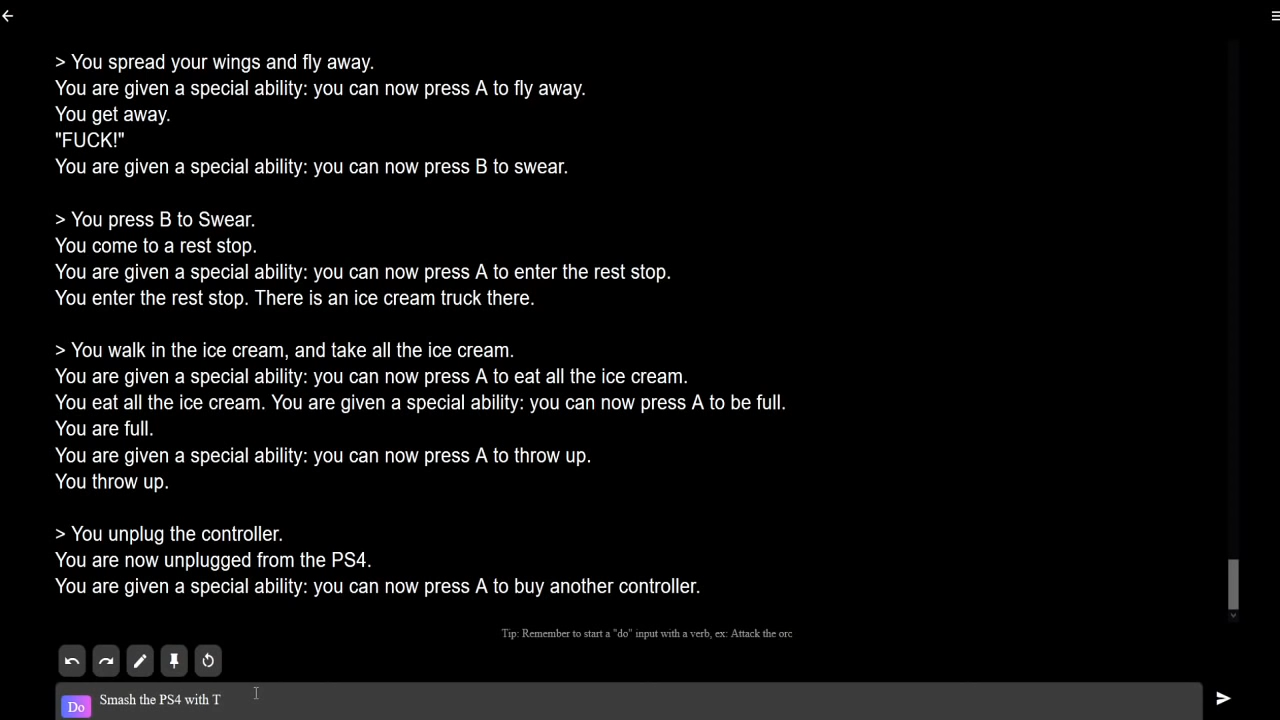 > You spread your wings and fly away.
You are given a special ability: you can now press A to fly away.
You get away.
"FUCK!"
You are given a special ability: you can now press B to swear.
> You press B to Swear.
You come to a rest stop.
You are given a special ability: you can now press A to enter the rest stop.
You enter the rest stop. There is an ice cream truck there.
> You walk in the ice cream, and take all the ice cream.
You are given a special ability: you can now press A to eat all the ice cream.
You eat all the ice cream. You are given a special ability: you can now press A to be full.
You are full.
You are given a special ability: you can now press A to throw up.
You throw up.
> You unplug the controller.
You are now unplugged from the PS4.
You are given a special ability: you can now press A to buy another controller.
Tip: Remember to start a "do" input with a verb, ex: Attack the orc
Do Smash the PS4 with T